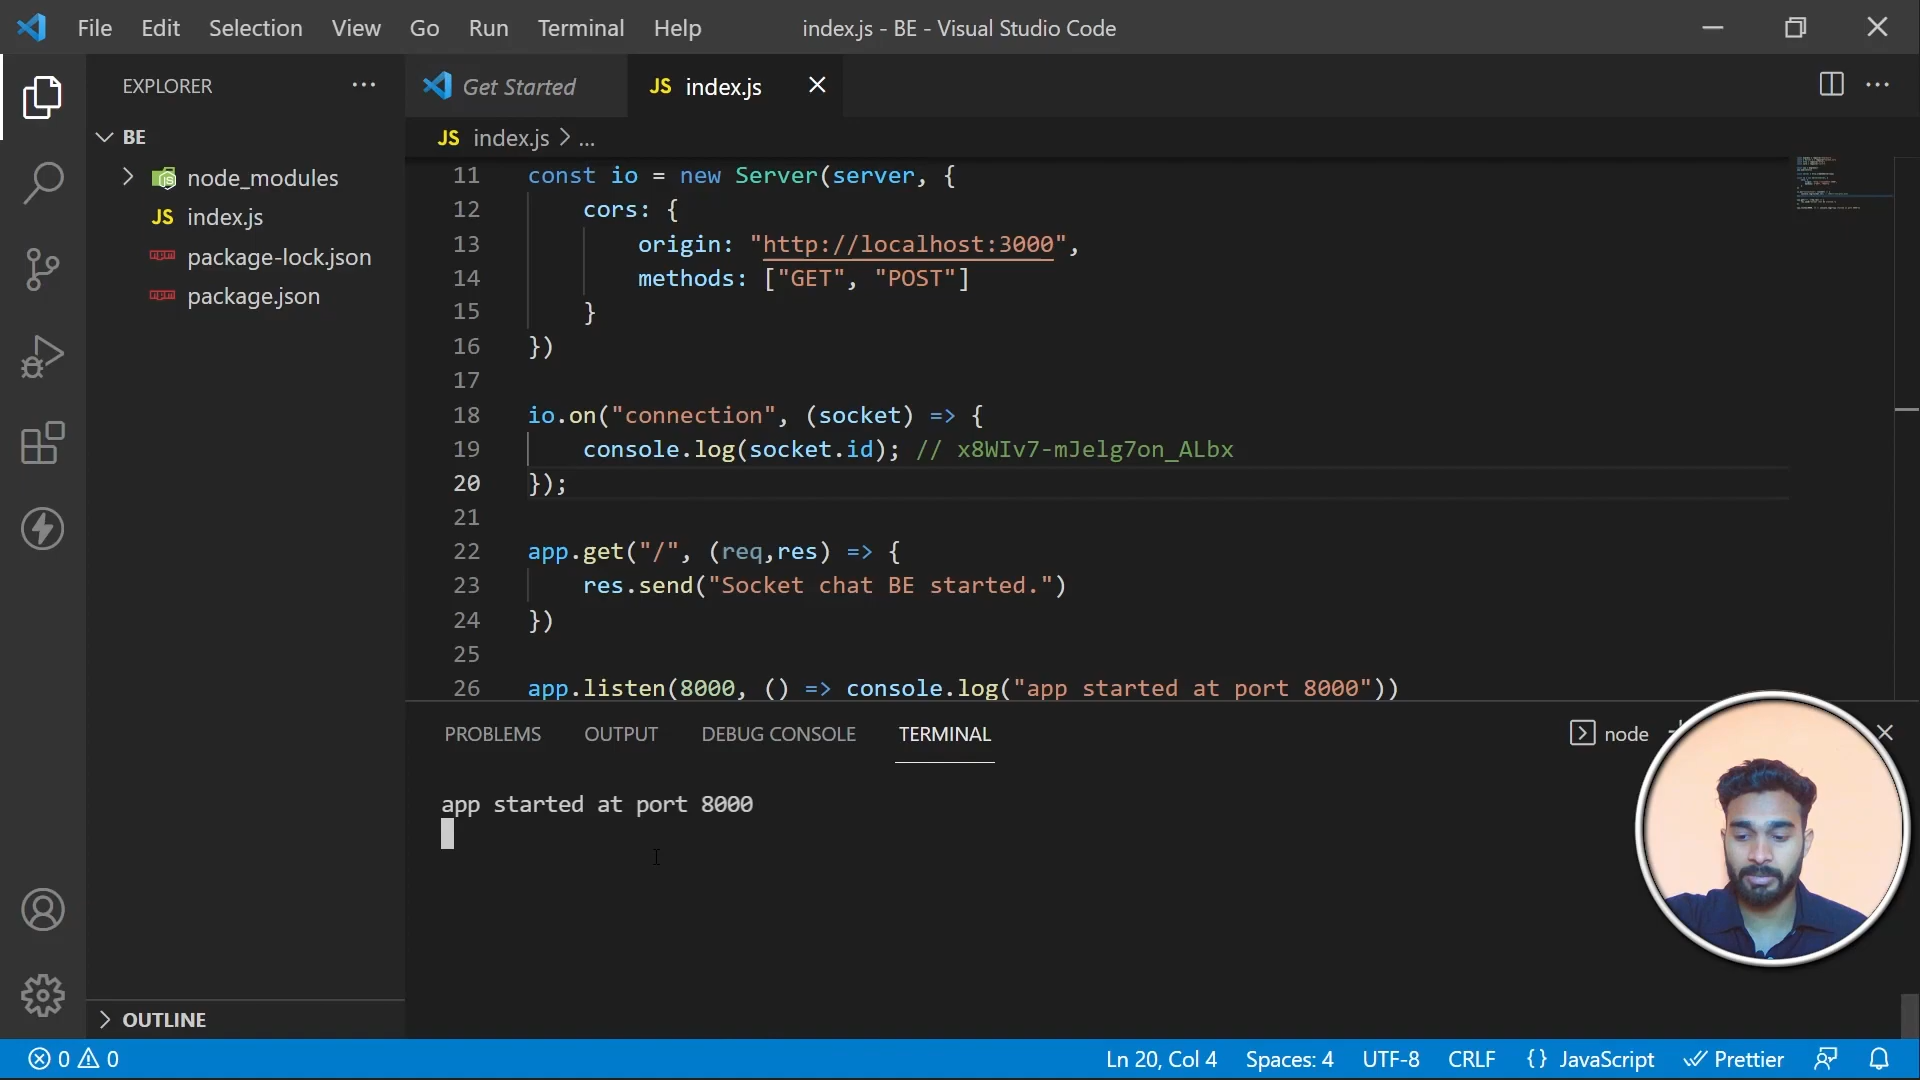 File Edit Selection View Go Run Terminal Help index.js - BE - Visual Studio Code
EXPLORER
Get Started
JS index.js
BE
JS index.js > ...
node_modules
JS index.js
package-lock.json
package.json
11 const io = new Server(server, {
12 cors: {
13 origin: "http://localhost:3000",
14 methods: ["GET", "POST"]
15 }
16 })
17
18 io.on("connection", (socket) => {
19 console.log(socket.id); // x8WIv7-mJelg7on_ALbx
20 });
21
22 app.get("/", (req,res) => {
23 res.send("Socket chat BE started.")
24 })
25
26 app.listen(8000, () => console.log("app started at port 8000"))
PROBLEMS OUTPUT DEBUG CONSOLE TERMINAL
node
app started at port 8000
OUTLINE
0 0
Ln 20, Col 4 Spaces: 4 UTF-8 CRLF {} JavaScript Prettier